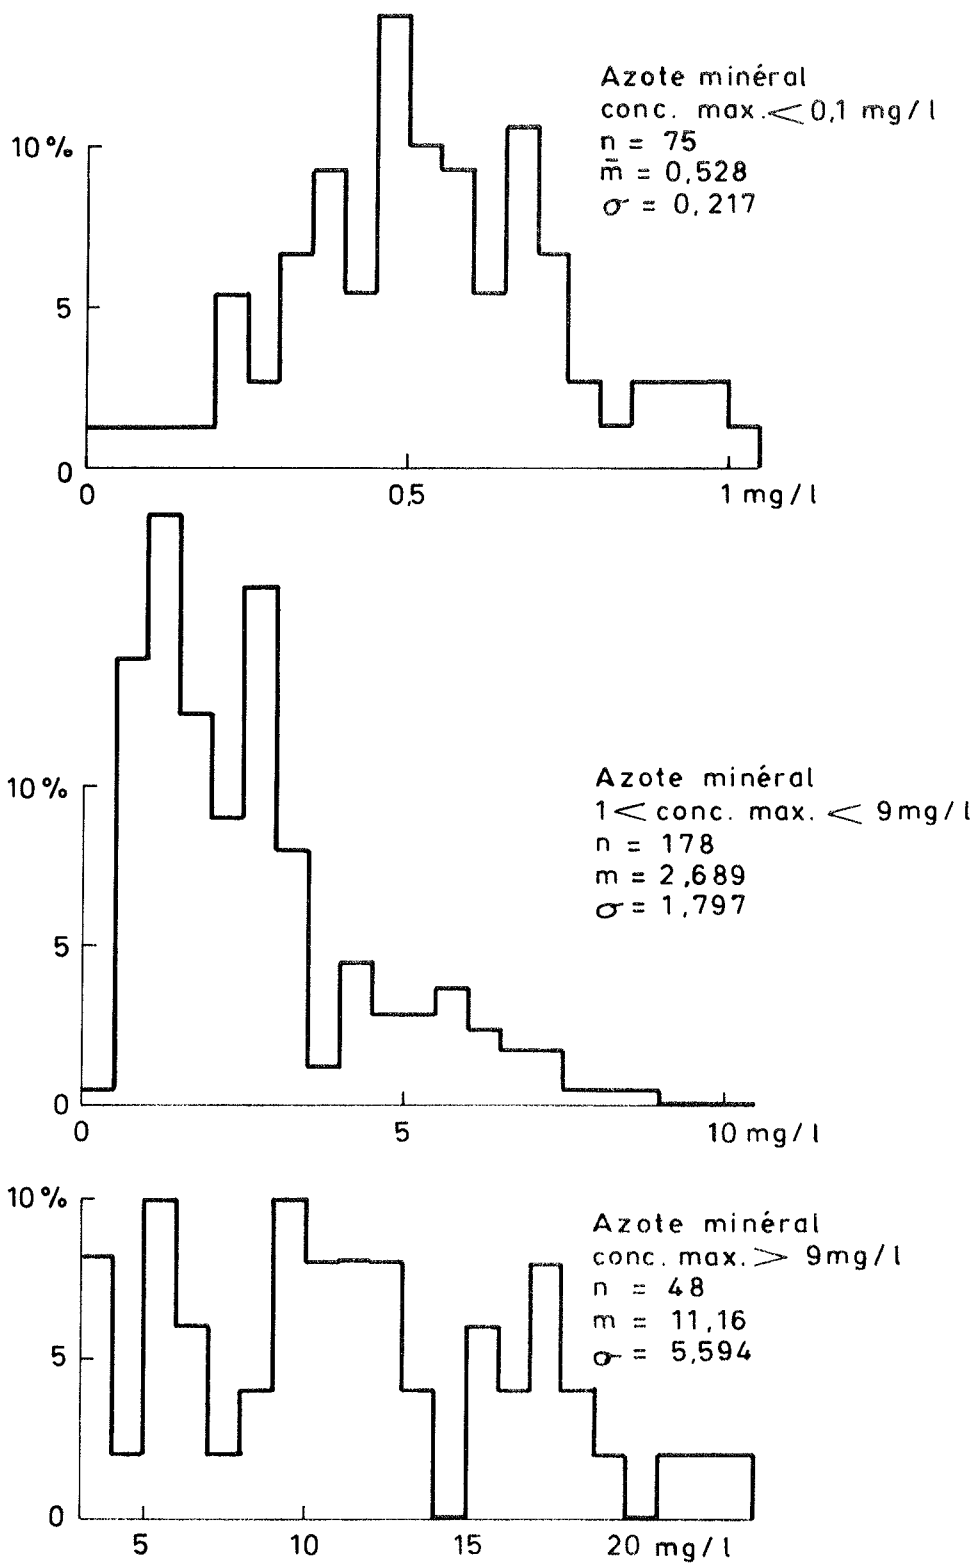 Azote minéral
conc. max. < 0,1 mg/l
n = 75
m̄ = 0,528
σ = 0,217
10 %
5
0
0 0,5 1 mg/l
Azote minéral
1 < conc. max. < 9 mg/l
n = 178
m = 2,689
σ = 1,797
10 %
5
0
0 5 10 mg/l
Azote minéral
conc. max. > 9 mg/l
n = 48
m = 11,16
σ = 5,594
10 %
5
0
5 10 15 20 mg/l